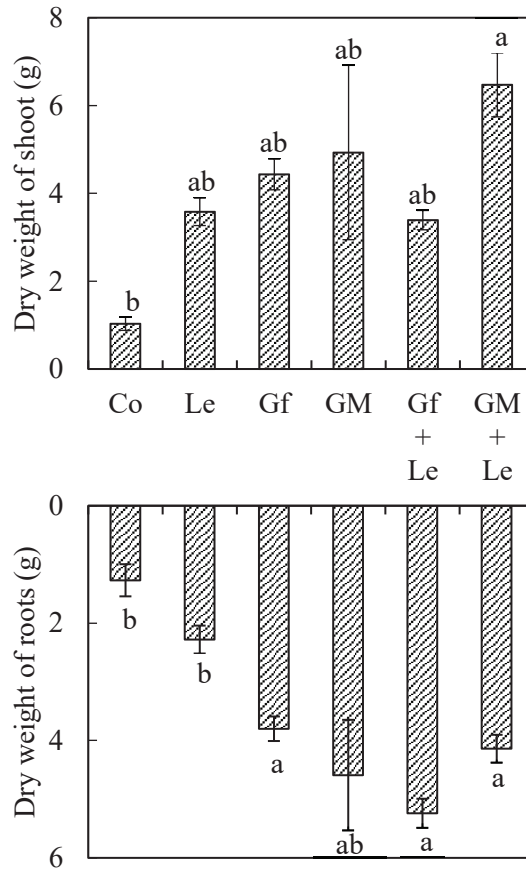 Dry weight of shoot (g)
8
6
4
2
0
b
ab
ab
ab
ab
a
Co Le Gf GM Gf + Le GM + Le
Dry weight of roots (g)
0
2
4
6
b
b
a
ab
a
a